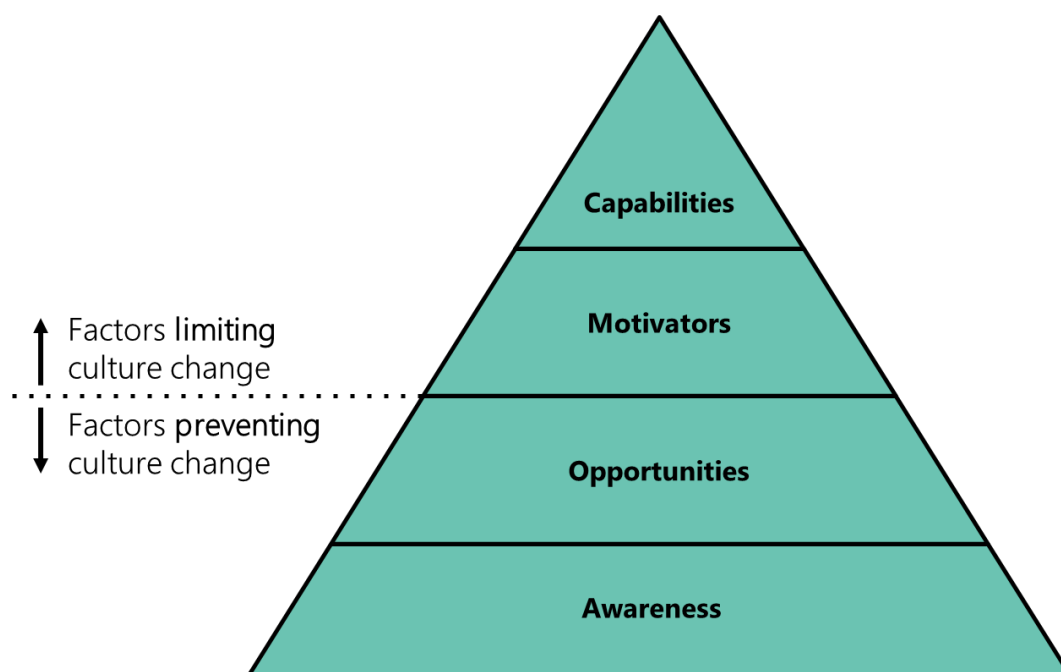 Capabilities
Motivators
Factors limiting
culture change
Factors preventing
culture change
Opportunities
Awareness